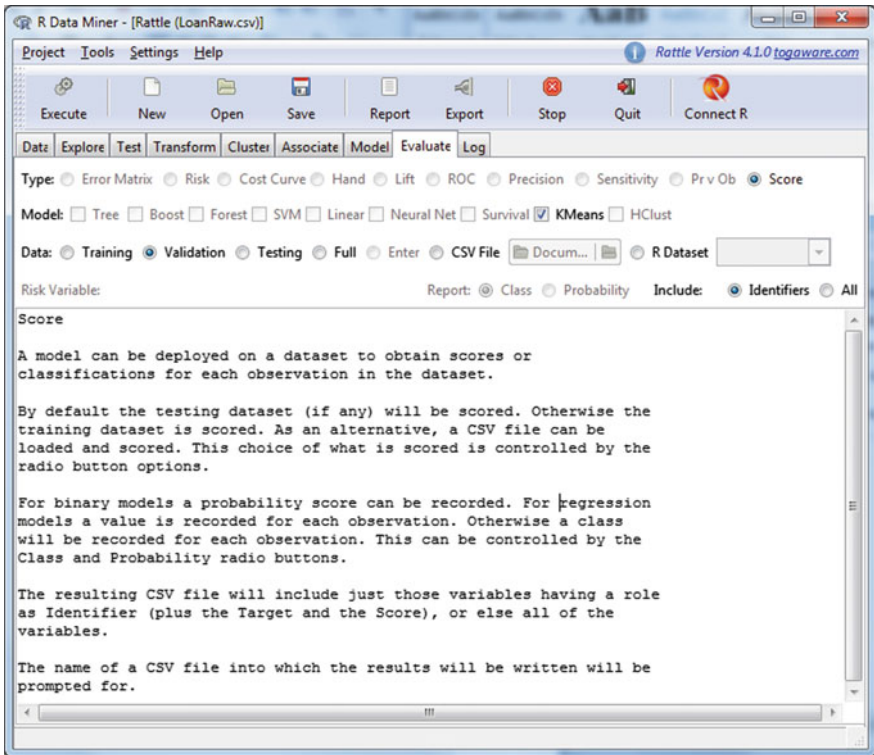 R Data Miner - [Rattle (LoanRaw.csv)]
Project Tools Settings Help
Rattle Version 4.1.0 togaware.com
Execute New Open Save Report Export Stop Quit Connect R
Data Explore Test Transform Cluster Associate Model Evaluate Log
Type: Error Matrix Risk Cost Curve Hand Lift ROC Precision Sensitivity Pr v Ob Score
Model: Tree Boost Forest SVM Linear Neural Net Survival KMeans HClust
Data: Training Validation Testing Full Enter CSV File Docum... R Dataset
Risk Variable: Report: Class Probability Include: Identifiers All
Score
A model can be deployed on a dataset to obtain scores or
classifications for each observation in the dataset.
By default the testing dataset (if any) will be scored. Otherwise the
training dataset is scored. As an alternative, a CSV file can be
loaded and scored. This choice of what is scored is controlled by the
radio button options.
For binary models a probability score can be recorded. For regression
models a value is recorded for each observation. Otherwise a class
will be recorded for each observation. This can be controlled by the
Class and Probability radio buttons.
The resulting CSV file will include just those variables having a role
as Identifier (plus the Target and the Score), or else all of the
variables.
The name of a CSV file into which the results will be written will be
prompted for.